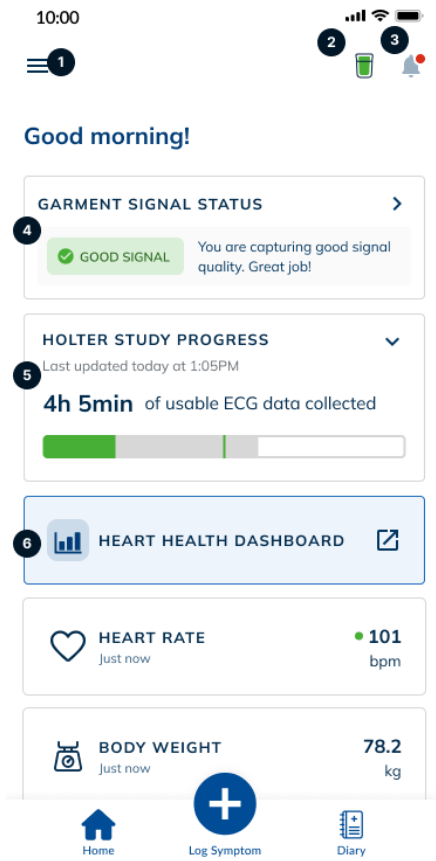 10:00
1
2
3
Good morning!
GARMENT SIGNAL STATUS
4
GOOD SIGNAL
You are capturing good signal
quality. Great job!
HOLTER STUDY PROGRESS
Last updated today at 1:05PM
5
4h 5min of usable ECG data collected
6
HEART HEALTH DASHBOARD
HEART RATE
Just now
101
bpm
BODY WEIGHT
Just now
78.2
kg
Home
Log Symptom
Diary